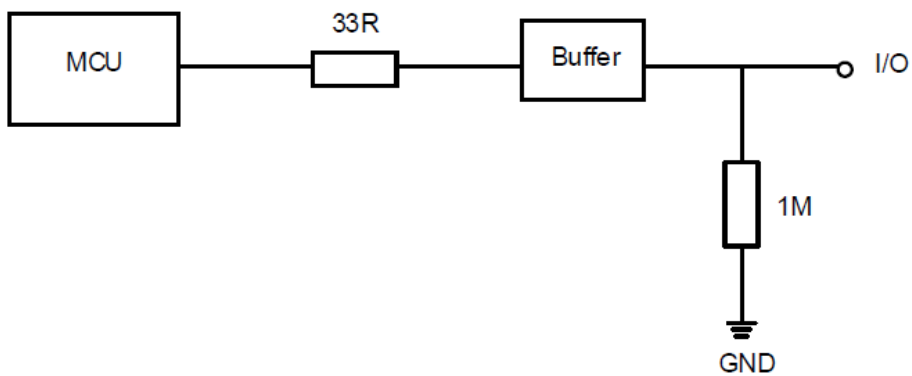 33R
MCU
Buffer
I/O
1M
GND